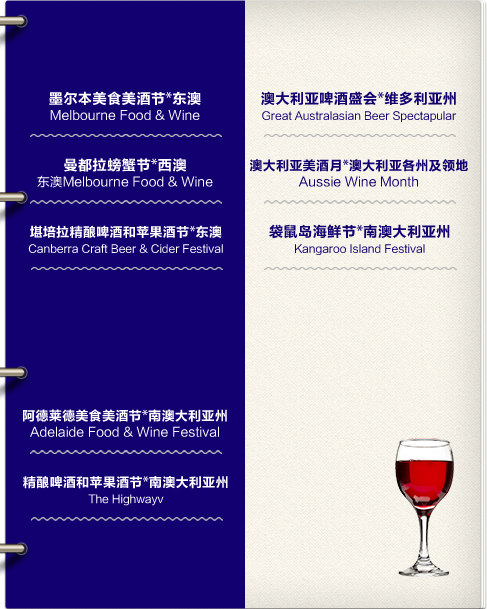 墨尔本美食美酒节*东澳
Melbourne Food & Wine
曼都拉螃蟹节*西澳
东澳Melbourne Food & Wine
堪培拉精酿啤酒和苹果酒节*东澳
Canberra Craft Beer & Cider Festival
阿德莱德美食美酒节*南澳大利亚州
Adelaide Food & Wine Festival
精酿啤酒和苹果酒节*南澳大利亚州
The Highwayv
澳大利亚啤酒盛会*维多利亚州
Great Australasian Beer Spectapular
澳大利亚美酒月*澳大利亚各州及领地
Aussie Wine Month
袋鼠岛海鲜节*南澳大利亚州
Kangaroo Island Festival